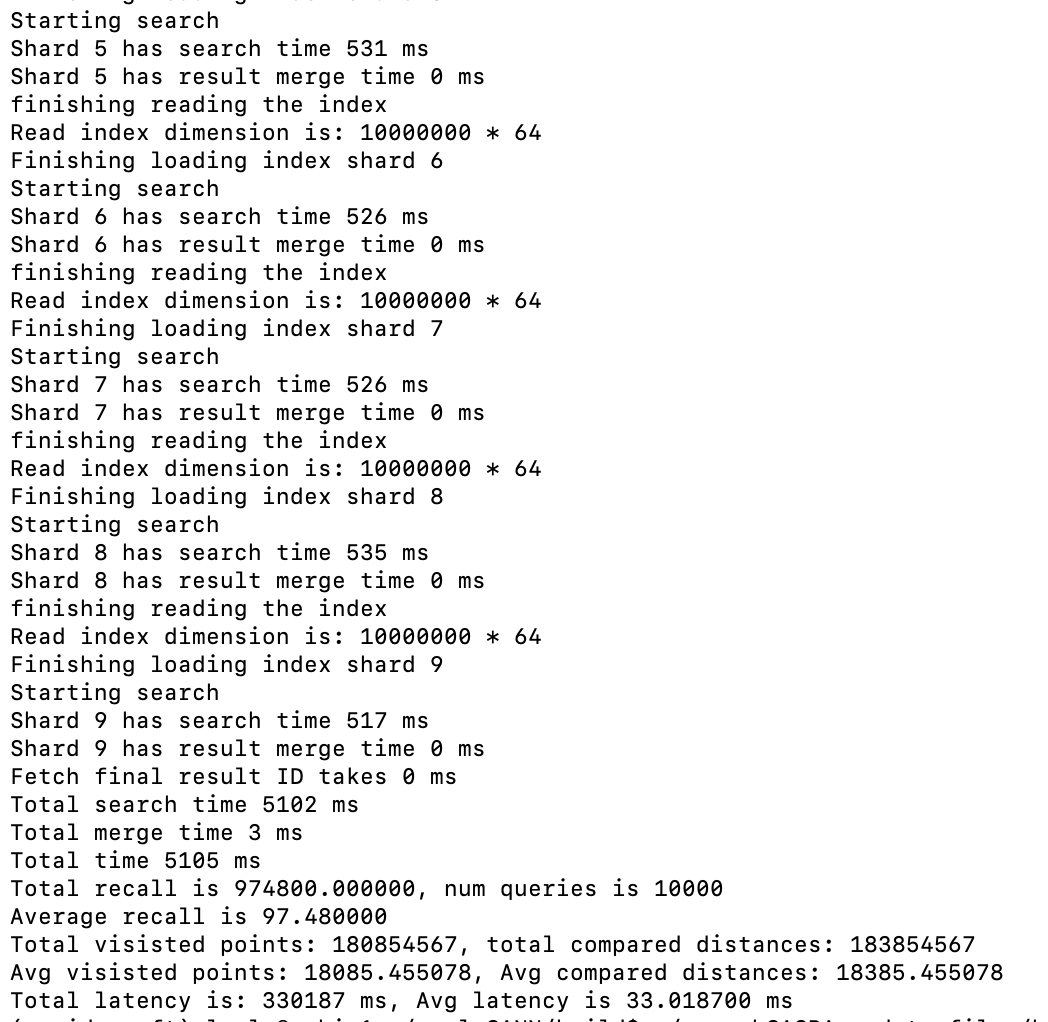 Starting search
Shard 5 has search time 531 ms
Shard 5 has result merge time 0 ms
finishing reading the index
Read index dimension is: 10000000 * 64
Finishing loading index shard 6
Starting search
Shard 6 has search time 526 ms
Shard 6 has result merge time 0 ms
finishing reading the index
Read index dimension is: 10000000 * 64
Finishing loading index shard 7
Starting search
Shard 7 has search time 526 ms
Shard 7 has result merge time 0 ms
finishing reading the index
Read index dimension is: 10000000 * 64
Finishing loading index shard 8
Starting search
Shard 8 has search time 535 ms
Shard 8 has result merge time 0 ms
finishing reading the index
Read index dimension is: 10000000 * 64
Finishing loading index shard 9
Starting search
Shard 9 has search time 517 ms
Shard 9 has result merge time 0 ms
Fetch final result ID takes 0 ms
Total search time 5102 ms
Total merge time 3 ms
Total time 5105 ms
Total recall is 974800.000000, num queries is 10000
Average recall is 97.480000
Total visisted points: 180854567, total compared distances: 183854567
Avg visisted points: 18085.455078, Avg compared distances: 18385.455078
Total latency is: 330187 ms, Avg latency is 33.018700 ms